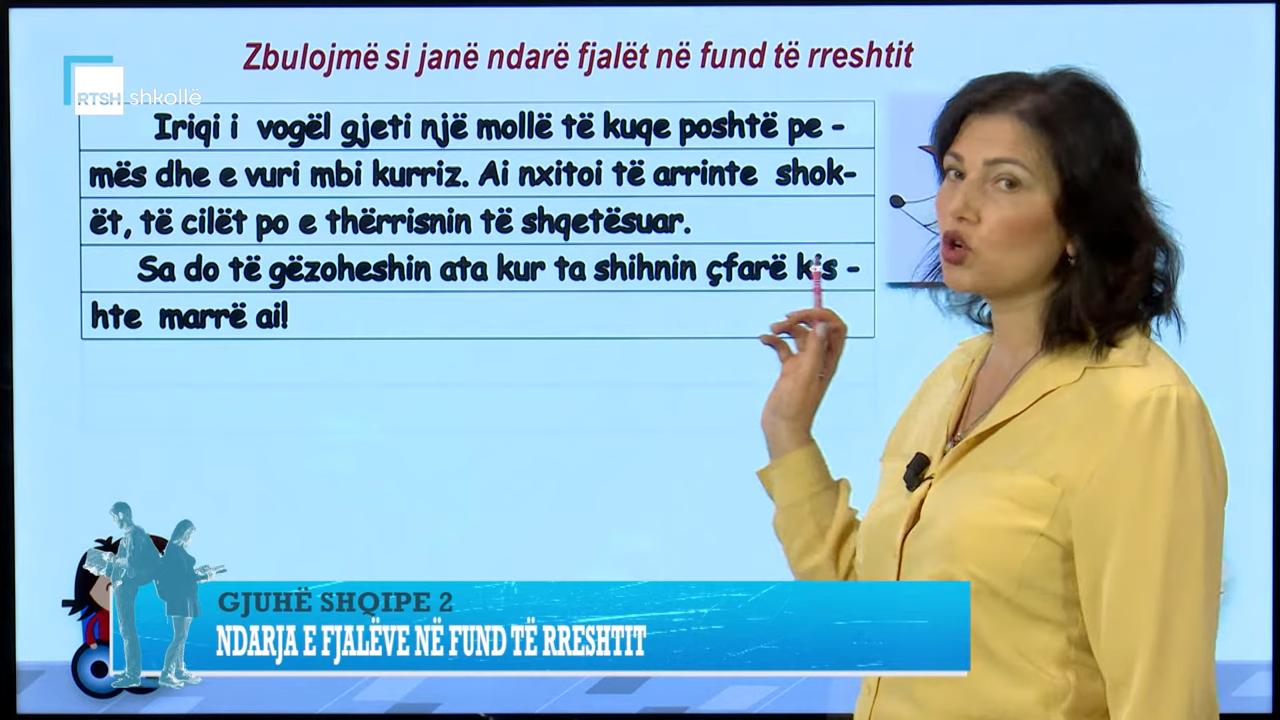 Zbulojmë si janë ndarë fjalët në fund të rreshtit
RTSH shkollë
Iriqi i vogël gjeti një mollë të kuqe poshtë pe -
mës dhe e vuri mbi kurriz. Ai nxitoi të arrinte shok-
ët, të cilët po e thërrisnin të shqetësuar.
Sa do të gëzoheshin ata kur ta shihnin çfarë kis -
hte marrë ai!
GJUHË SHQIPE 2
NDARJA E FJALËVE NË FUND TË RRESHTIT